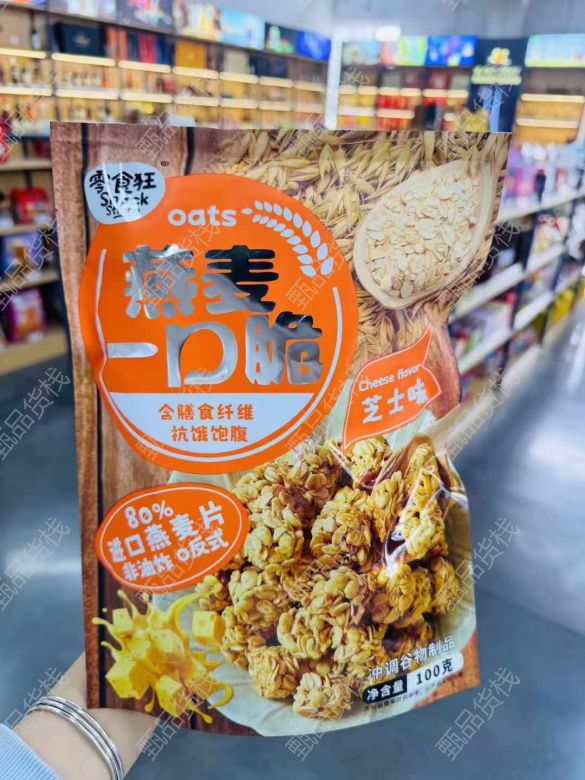 零食狂
®
Snack
oats
燕麦
一口脆
含膳食纤维
抗饿饱腹
Cheese flavor
芝士味
80%
进口燕麦片
非油炸 0反式
冲调谷物制品
净含量 100克
甄品货栈